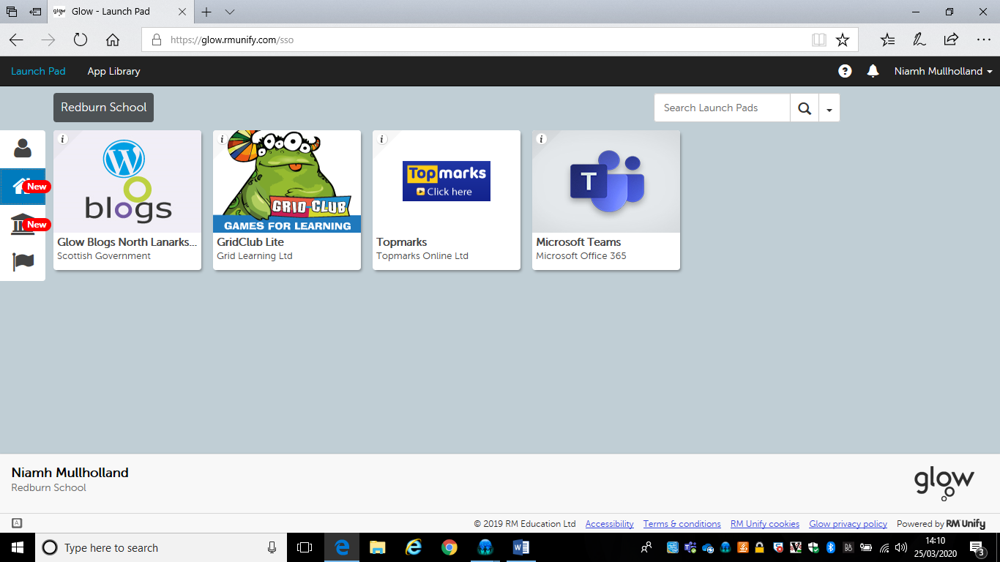 glow Glow - Launch Pad
https://glow.rmunify.com/sso
Launch Pad App Library Niamh Mullholland
Redburn School Search Launch Pads
i i i i
W
blogs
GRID CLUB
GAMES FOR LEARNING
Topmarks
Click here
T
New
New
Glow Blogs North Lanarks... GridClub Lite Topmarks Microsoft Teams
Scottish Government Grid Learning Ltd Topmarks Online Ltd Microsoft Office 365
Niamh Mullholland
Redburn School
glow
A © 2019 RM Education Ltd Accessibility Terms & conditions RM Unify cookies Glow privacy policy Powered by RM Unify
Type here to search 14:10
25/03/2020 3